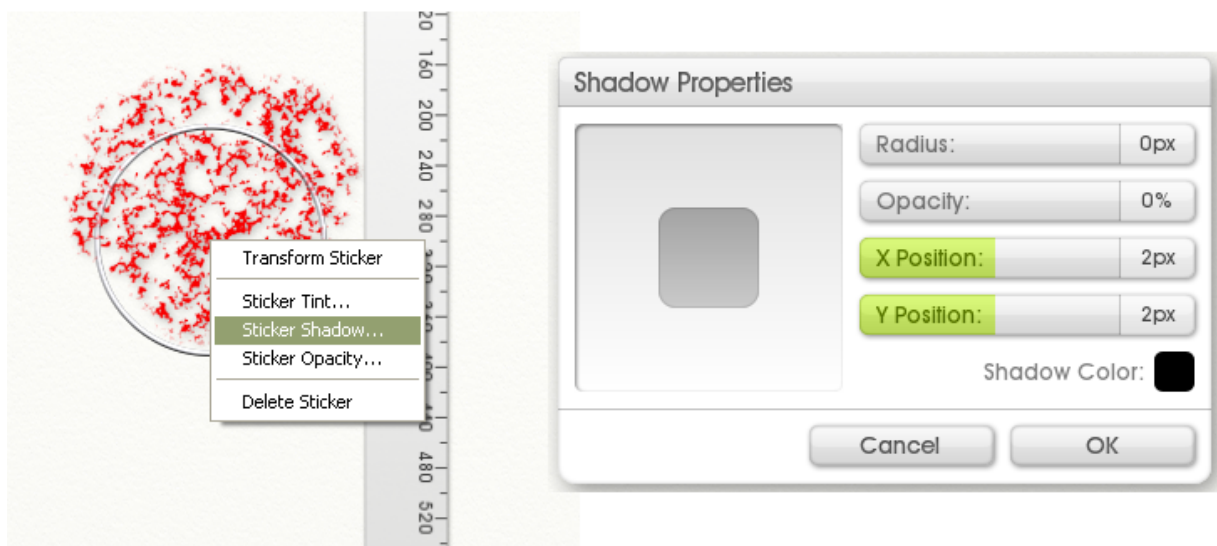 20
160
200
240
280
480
520
Transform Sticker
Sticker Tint...
Sticker Shadow...
Sticker Opacity...
Delete Sticker
Shadow Properties
Radius: 0px
Opacity: 0%
X Position: 2px
Y Position: 2px
Shadow Color:
Cancel OK